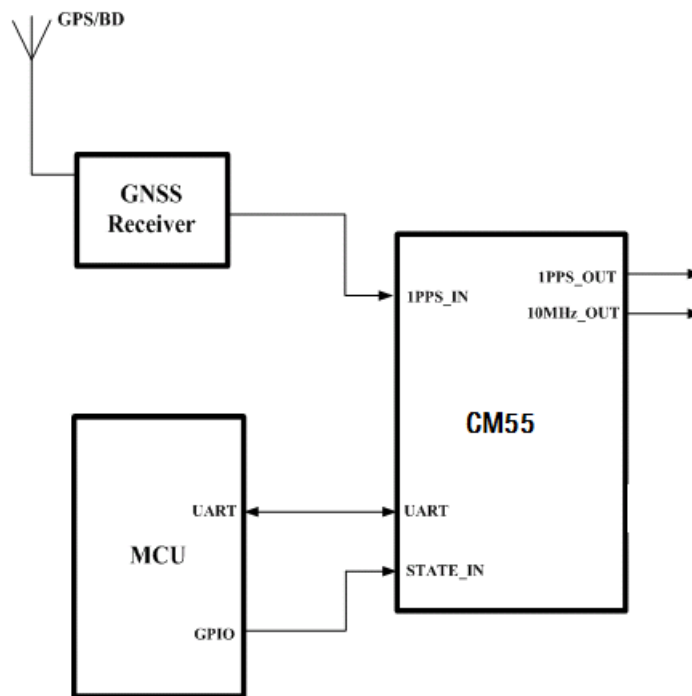 GPS/BD
GNSS
Receiver
1PPS_IN
1PPS_OUT
10MHz_OUT
CM55
UART
UART
MCU
STATE_IN
GPIO